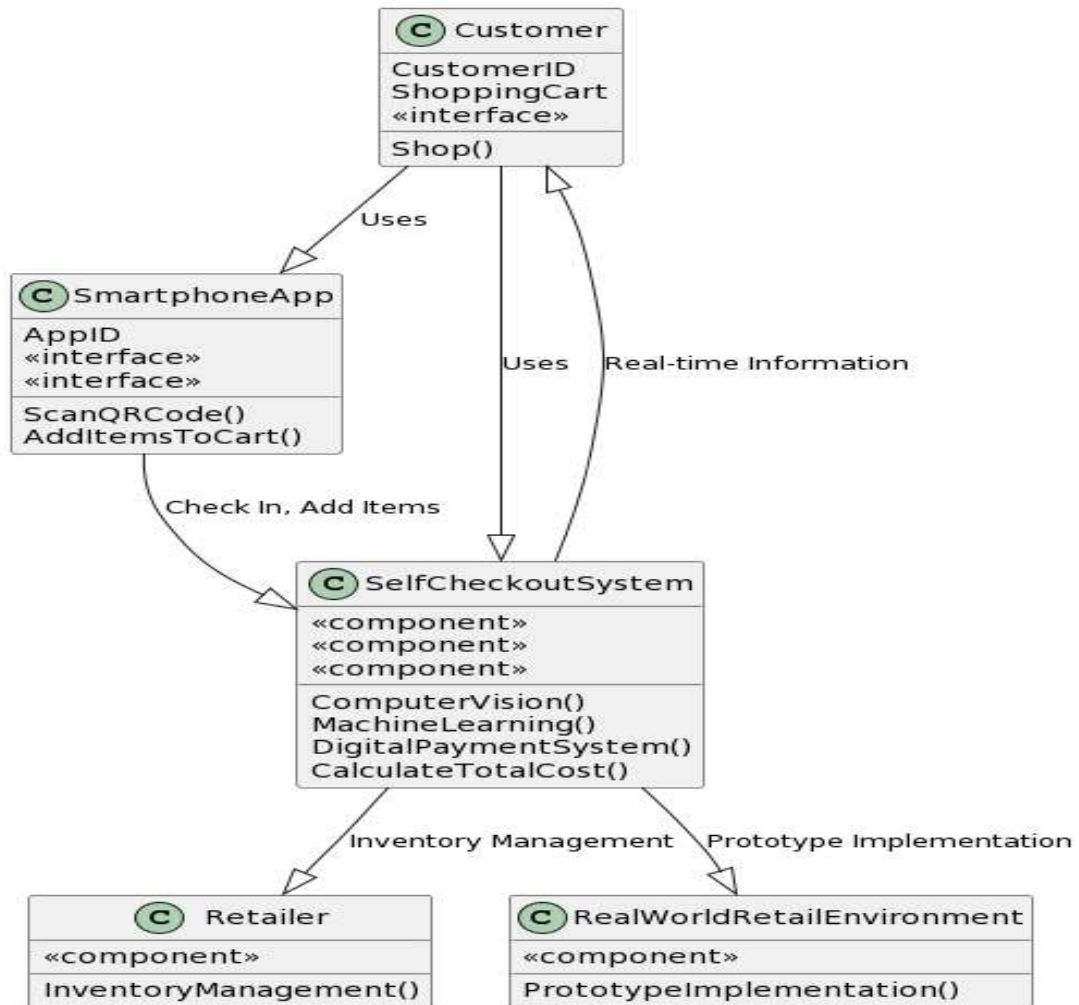 C Customer
CustomerID
ShoppingCart
«interface»
Shop()
Uses
C SmartphoneApp
AppID
«interface»
«interface»
ScanQRCode()
AddItemsToCart()
Uses
Real-time Information
Check In, Add Items
C SelfCheckoutSystem
«component»
«component»
«component»
ComputerVision()
MachineLearning()
DigitalPaymentSystem()
CalculateTotalCost()
Inventory Management
Prototype Implementation
C Retailer
«component»
InventoryManagement()
C RealWorldRetailEnvironment
«component»
PrototypeImplementation()